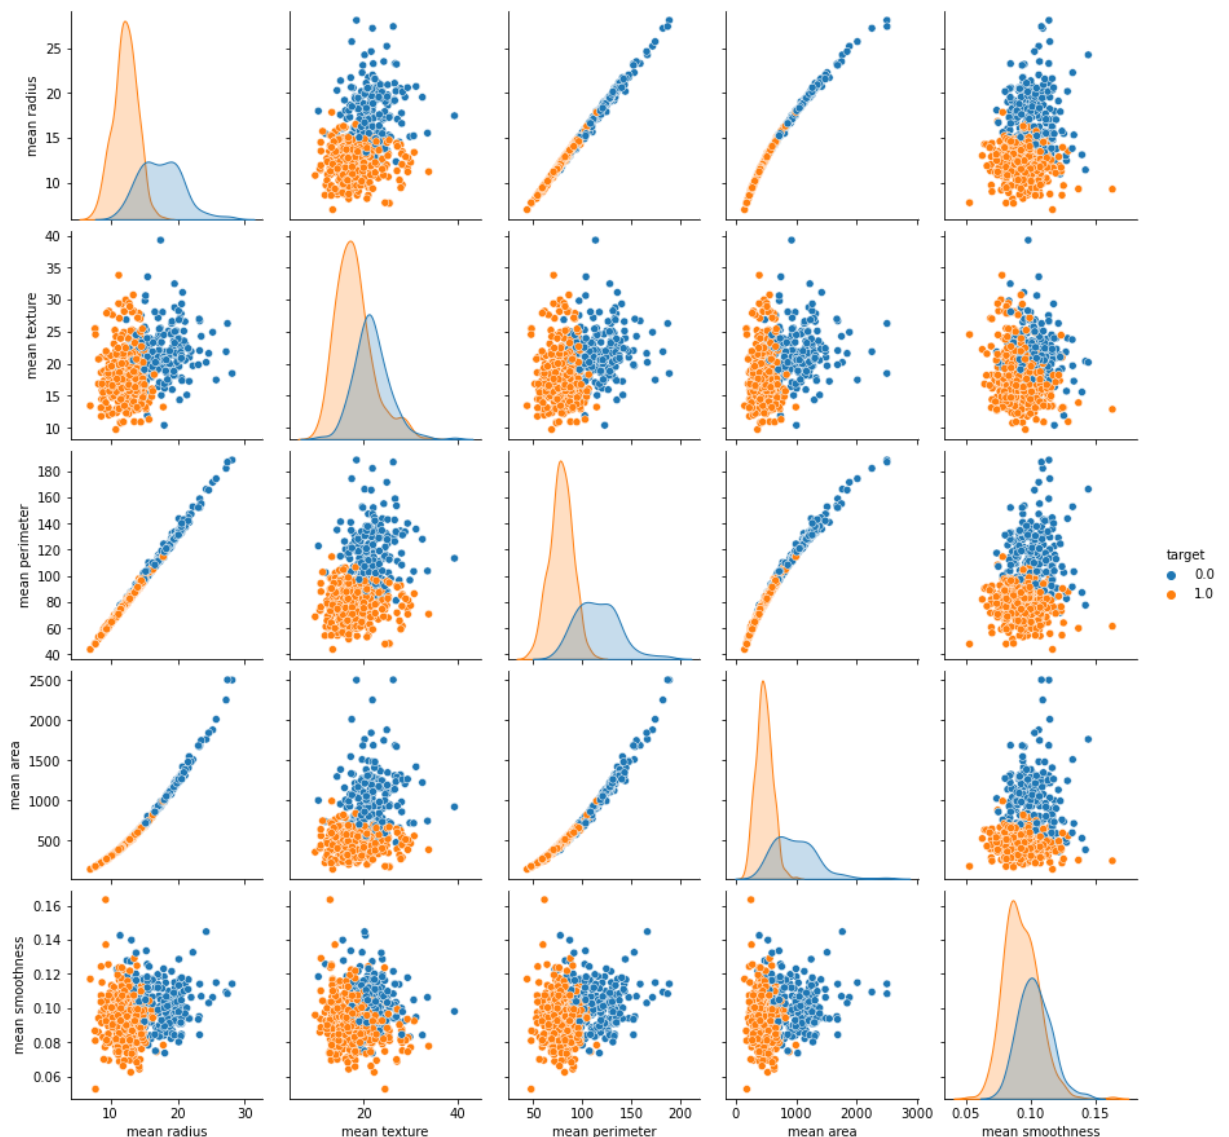 25
20
15
10
mean radius
40
35
30
25
20
15
10
mean texture
180
160
140
120
100
80
60
40
mean perimeter
target
0.0
1.0
2500
2000
1500
1000
500
mean area
0.16
0.14
0.12
0.10
0.08
0.06
mean smoothness
10 20 30
mean radius
20 40
mean texture
50 100 150 200
mean perimeter
0 1000 2000 3000
mean area
0.05 0.10 0.15
mean smoothness